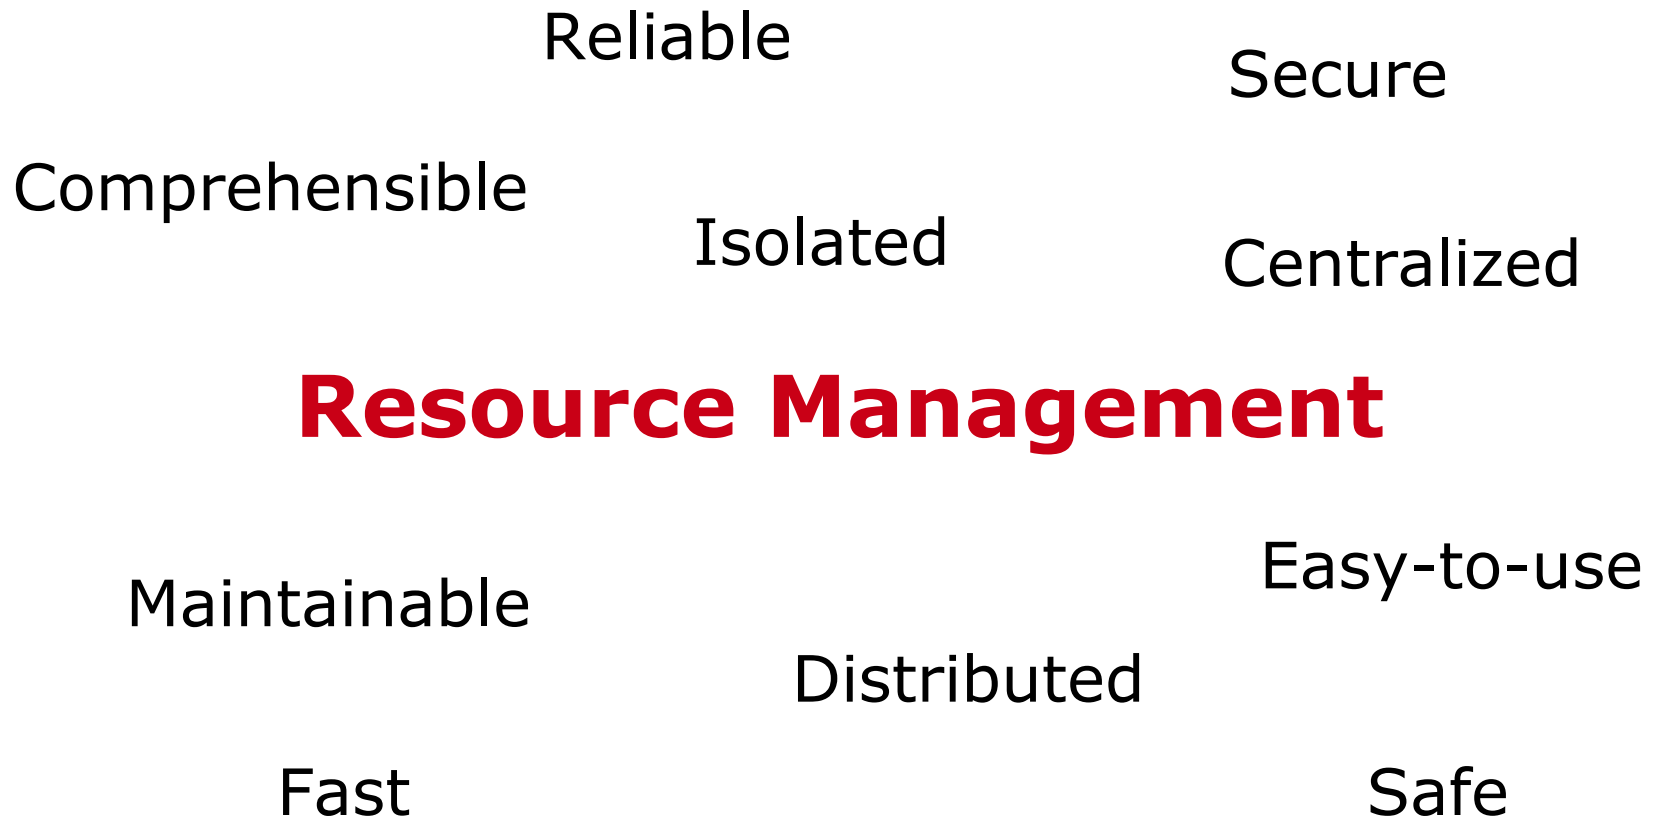 Reliable
Secure
Comprehensible
Isolated
Centralized
Resource Management
Easy-to-use
Maintainable
Distributed
Fast
Safe